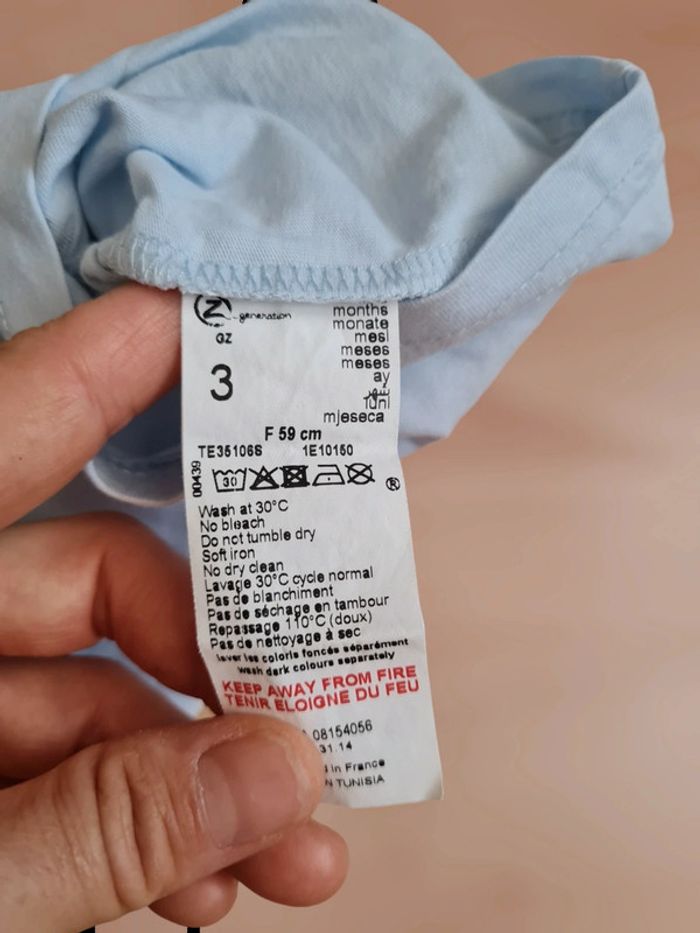 Z generation
GZ
3
months
monate
mesi
meses
meses
ay
luni
mjeseca
F 59 cm
TE35106S 1E10150
00439
30
®
Wash at 30°C
No bleach
Do not tumble dry
Soft iron
No dry clean
Lavage 30°C cycle normal
Pas de blanchiment
Pas de séchage en tambour
Repassage 110°C (doux)
Pas de nettoyage à sec
laver les coloris foncés séparément
wash dark colours separately
KEEP AWAY FROM FIRE
TENIR ELOIGNE DU FEU
08154056
31.14
in France
TUNISIA